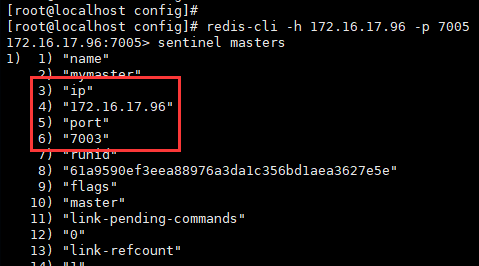 [root@localhost config]#
[root@localhost config]# redis-cli -h 172.16.17.96 -p 7005
172.16.17.96:7005> sentinel masters
1)  1) "name"
    2) "mymaster"
    3) "ip"
    4) "172.16.17.96"
    5) "port"
    6) "7003"
    7) "runid"
    8) "61a9590ef3eea88976a3da1c356bd1aea3627e5e"
    9) "flags"
   10) "master"
   11) "link-pending-commands"
   12) "0"
   13) "link-refcount"
   14) "1"